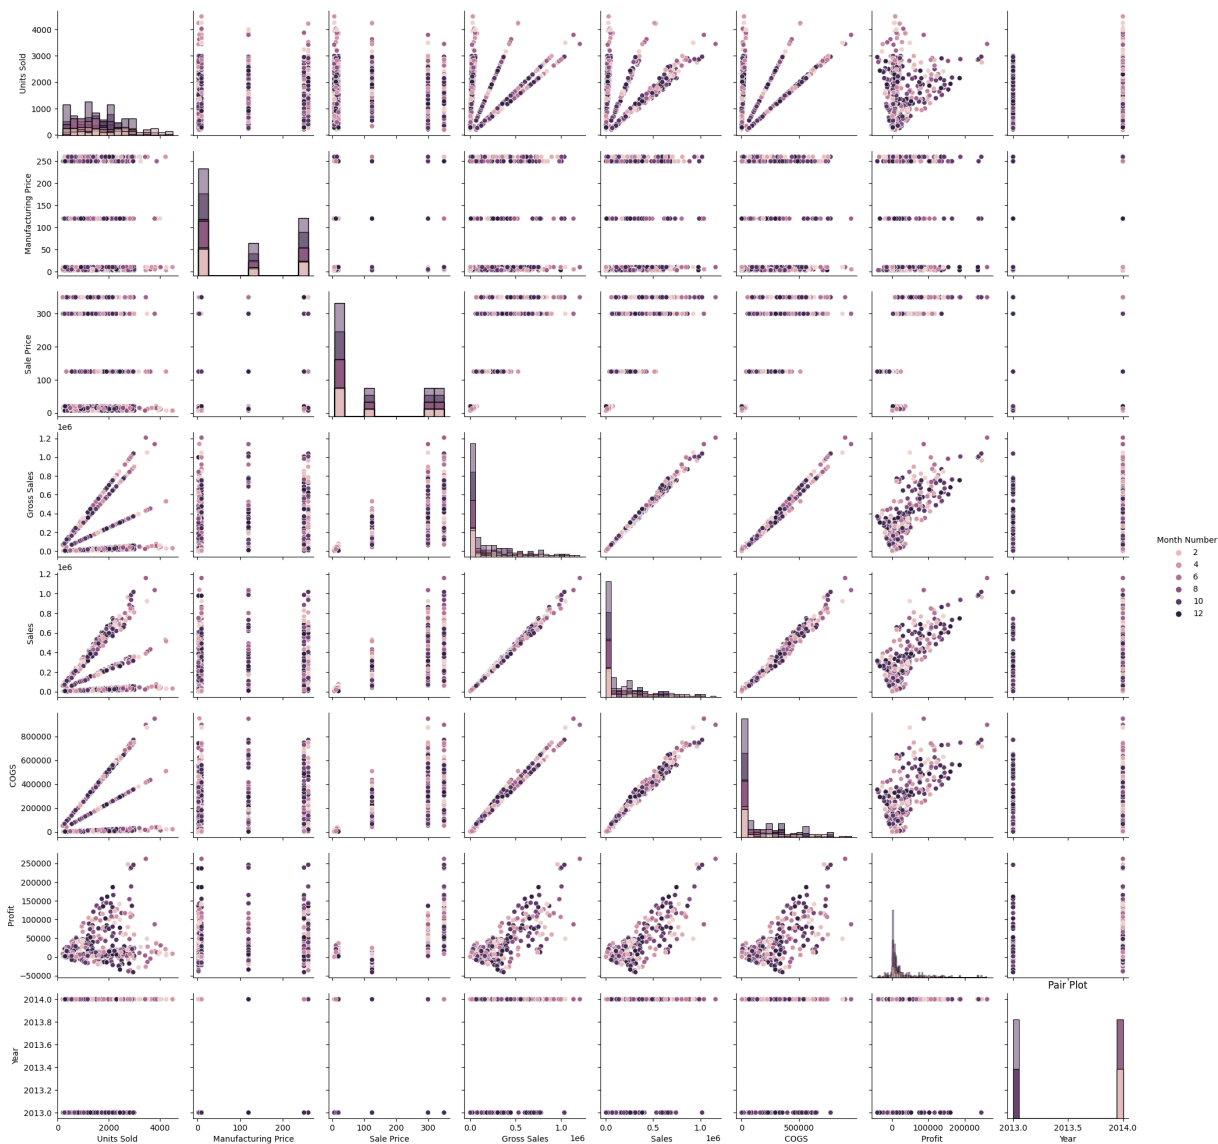 4000
3000
2000
1000
0
Units Sold
250
200
150
100
50
0
Manufacturing Price
300
200
100
0
Sale Price
1e6
1.2
1.0
0.8
0.6
0.4
0.2
0.0
Gross Sales
1e6
1.2
1.0
0.8
0.6
0.4
0.2
0.0
Sales
Month Number
2
4
6
8
10
12
800000
600000
400000
200000
0
COGS
250000
200000
150000
100000
50000
0
−50000
Profit
Pair Plot
2014.0
2013.8
2013.6
2013.4
2013.2
2013.0
Year
0 2000 4000
Units Sold
0 100 200
Manufacturing Price
0 100 200 300
Sale Price
0.0 0.5 1.0
1e6
Gross Sales
0.0 0.5 1.0
1e6
Sales
0 500000
COGS
0 100000 200000
Profit
2013.0 2013.5 2014.0
Year